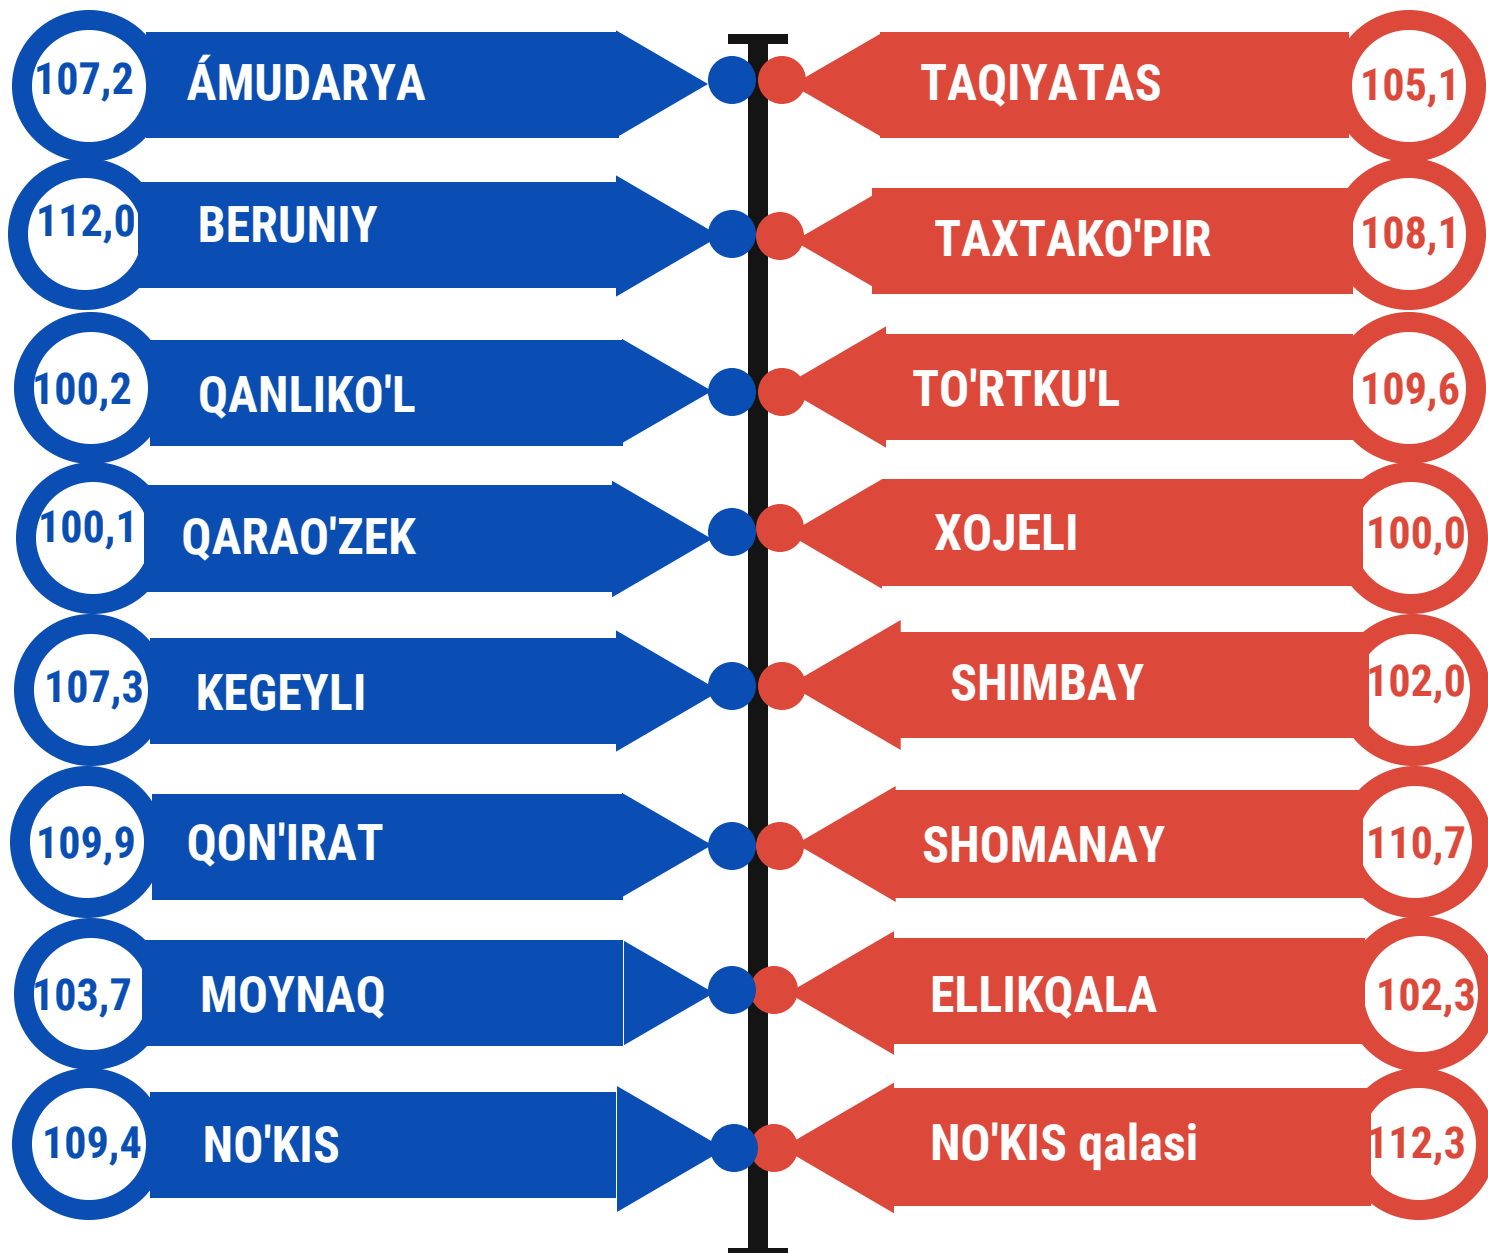 107,2 ÁMUDARYA
TAQIYATAS 105,1
112,0 BERUNIY
TAXTAKO'PIR 108,1
100,2 QANLIKO'L
TO'RTKU'L 109,6
100,1 QARAO'ZEK
XOJELI 100,0
107,3 KEGEYLI
SHIMBAY 102,0
109,9 QON'IRAT
SHOMANAY 110,7
103,7 MOYNAQ
ELLIKQALA 102,3
109,4 NO'KIS
NO'KIS qalasi 112,3